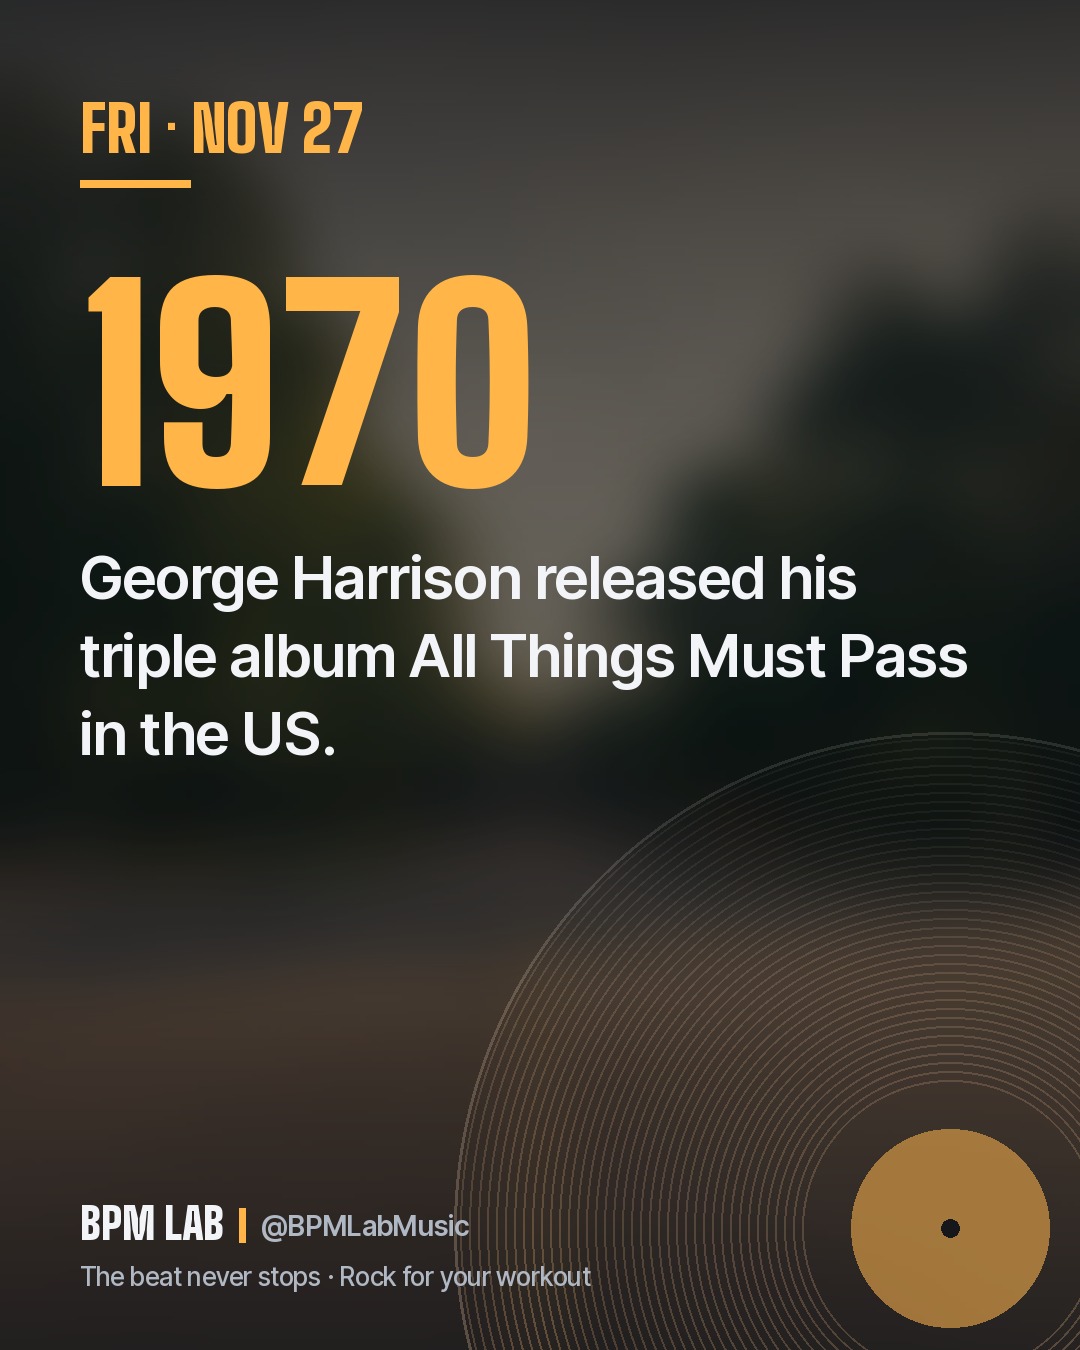 FRI · NOV 27
1970
George Harrison released his
triple album All Things Must Pass
in the US.
BPM LAB | @BPMLabMusic
The beat never stops · Rock for your workout